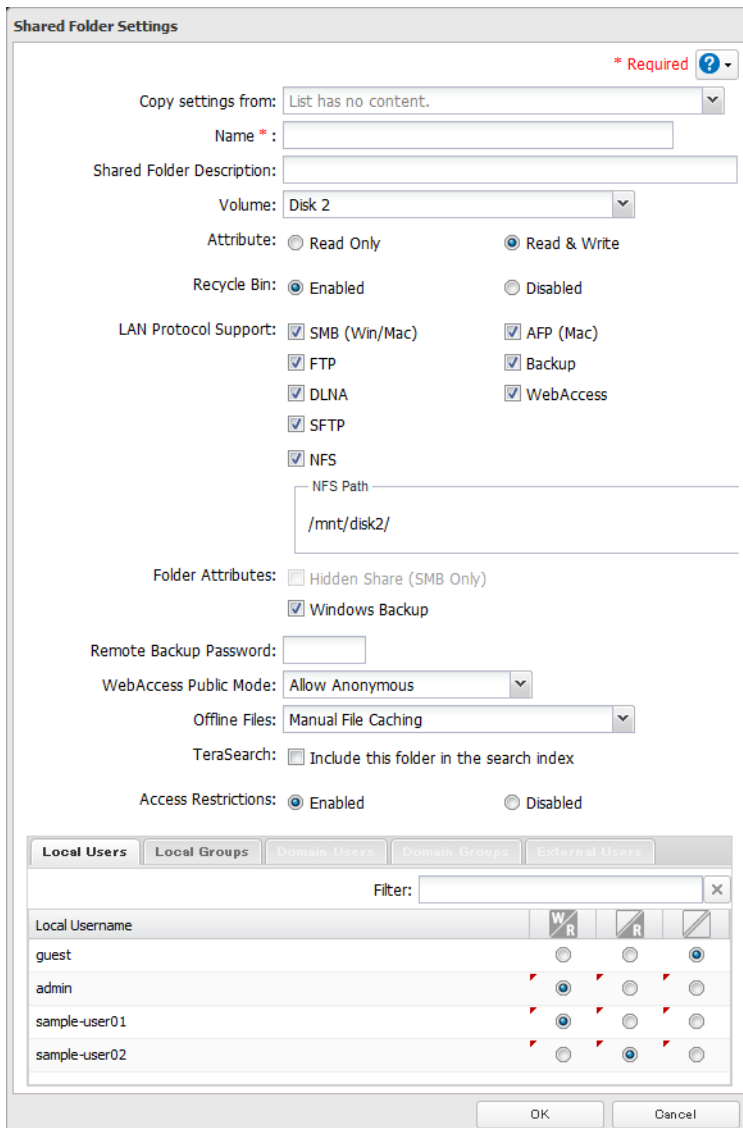 Shared Folder Settings
* Required
Copy settings from: List has no content.
Name * :
Shared Folder Description:
Volume: Disk 2
Attribute: Read Only Read & Write
Recycle Bin: Enabled Disabled
LAN Protocol Support: SMB (Win/Mac) AFP (Mac)
FTP Backup
DLNA WebAccess
SFTP
NFS
NFS Path
/mnt/disk2/
Folder Attributes: Hidden Share (SMB Only)
Windows Backup
Remote Backup Password:
WebAccess Public Mode: Allow Anonymous
Offline Files: Manual File Caching
TeraSearch: Include this folder in the search index
Access Restrictions: Enabled Disabled
Local Users Local Groups Domain Users Domain Groups External Users
Filter:
Local Username W/R R
guest
admin
sample-user01
sample-user02
OK Cancel